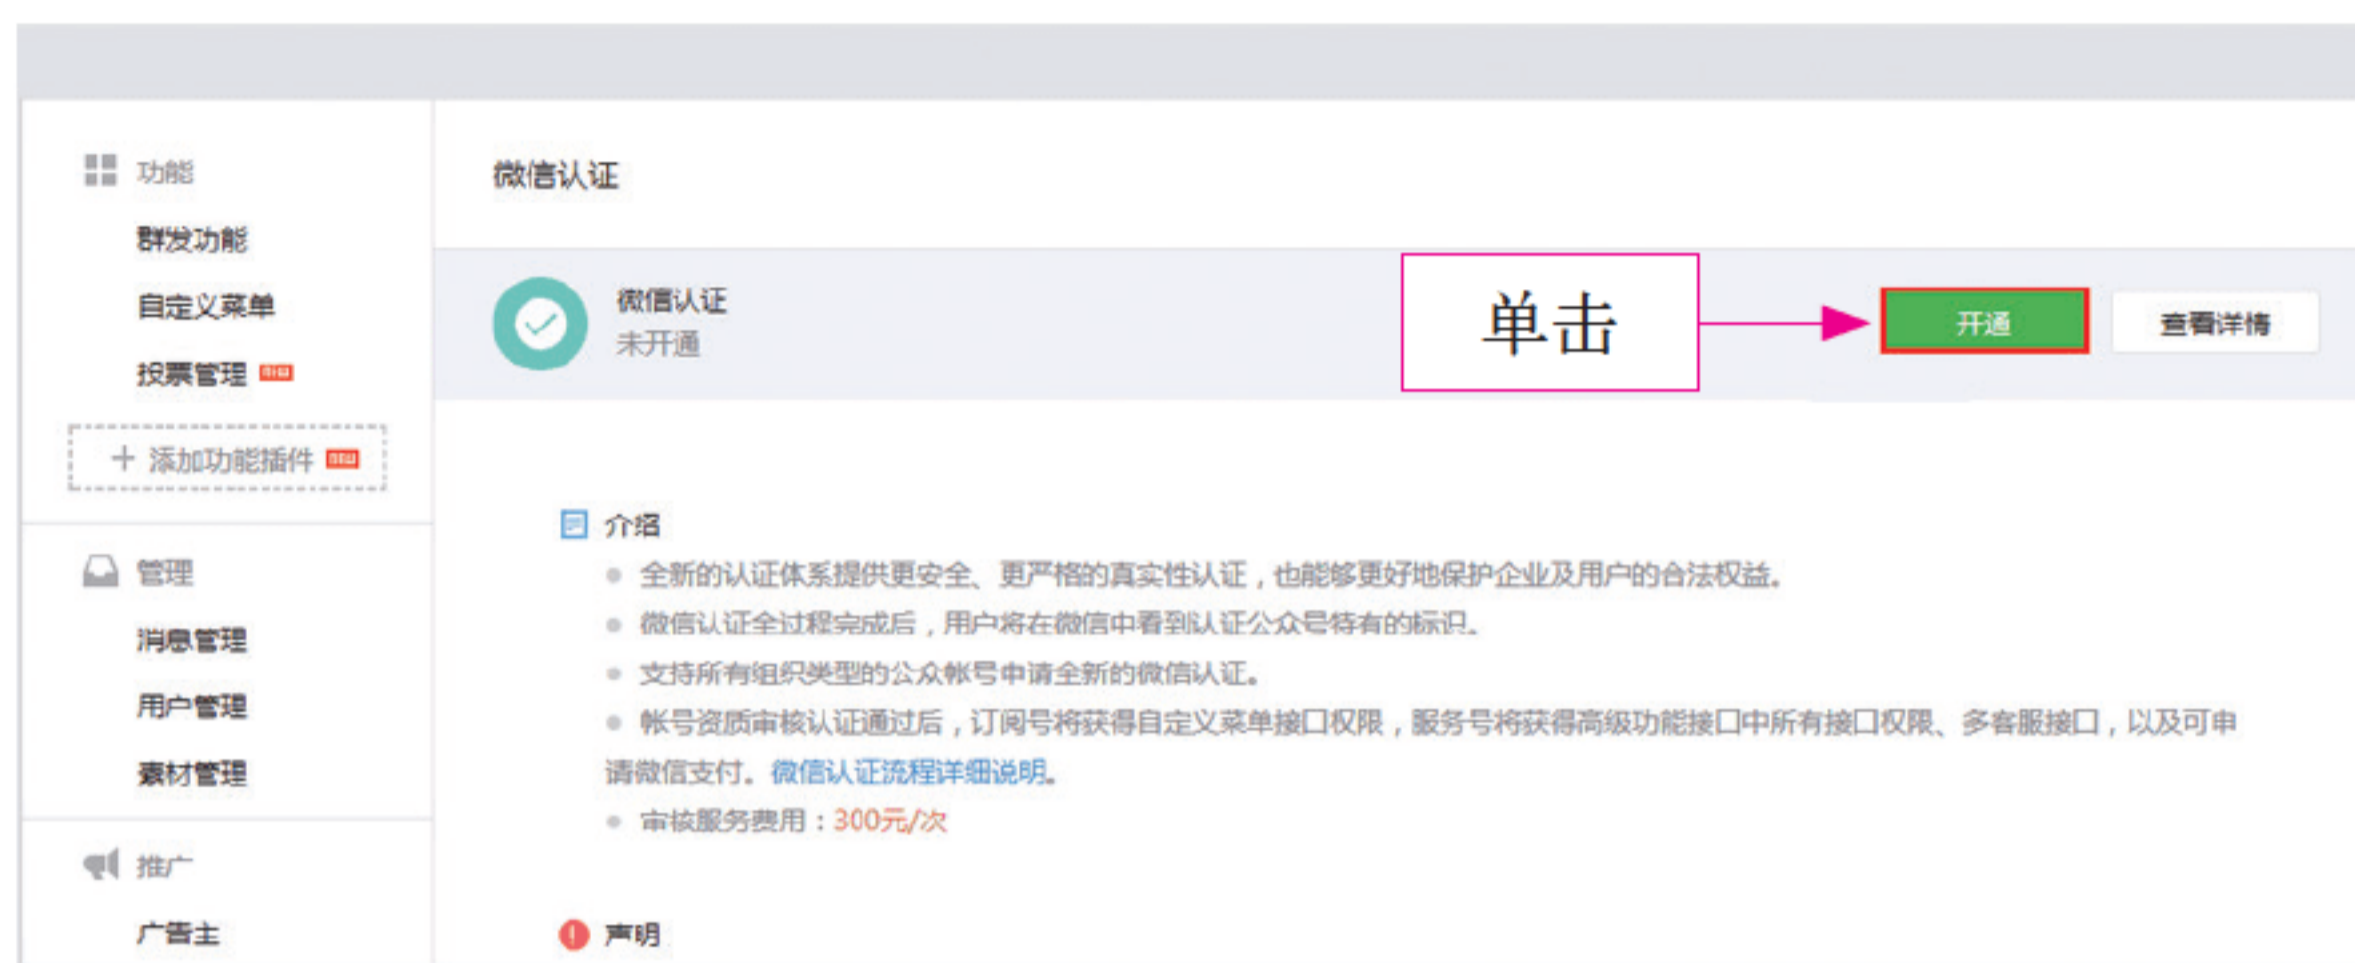 功能
群发功能
自定义菜单
投票管理
添加功能插件
管理
消息管理
用户管理
素材管理
推广
广告主
微信认证
微信认证
未开通
单击
开通
查看详情
介绍
全新的认证体系提供更安全、更严格的真实性认证，也能够更好地保护企业及用户的合法权益。
微信认证全过程完成后，用户将在微信中看到认证公众号特有的标识。
支持所有组织类型的公众帐号申请全新的微信认证。
帐号资质审核认证通过后，订阅号将获得自定义菜单接口权限，服务号将获得高级功能接口中所有接口权限、多客服接口，以及可申
请微信支付。微信认证流程详细说明。
审核服务费用：300元/次
声明